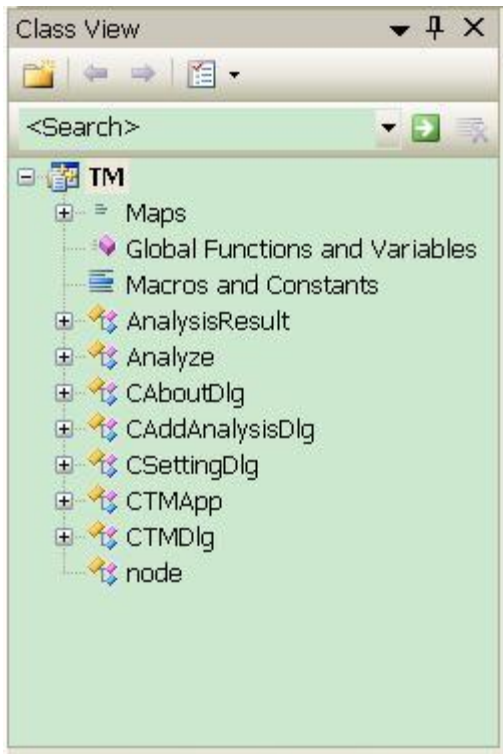 Class View
<Search>
TM
Maps
Global Functions and Variables
Macros and Constants
AnalysisResult
Analyze
CAboutDlg
CAddAnalysisDlg
CSettingDlg
CTMApp
CTMDlg
node